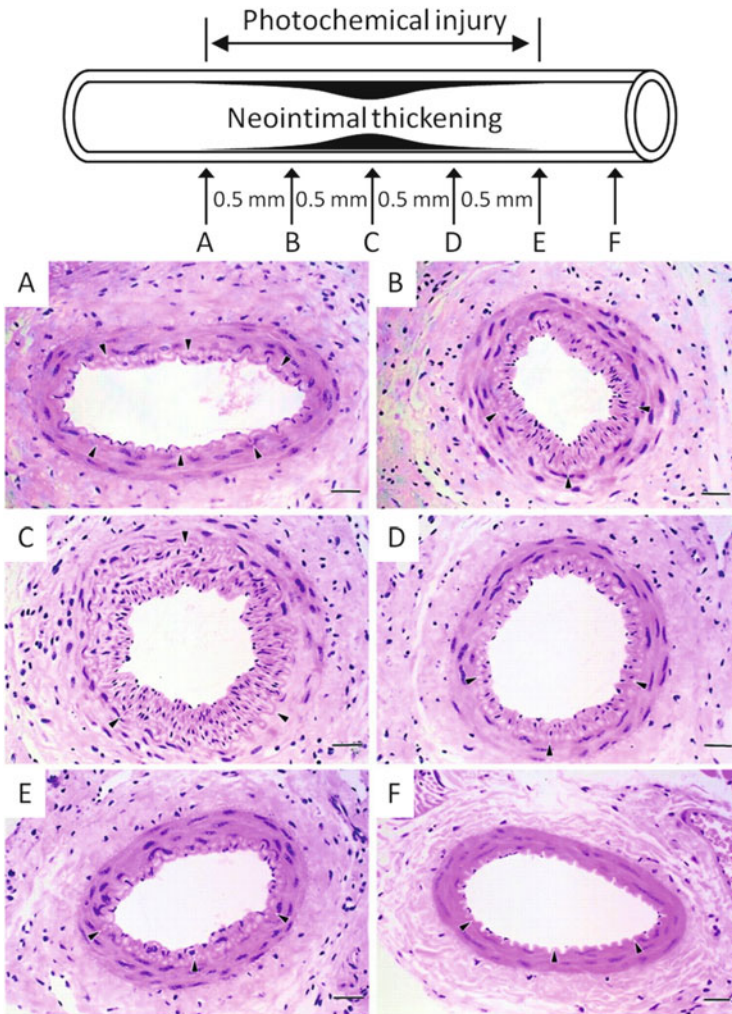 Photochemical injury
Neointimal thickening
0.5 mm 0.5 mm 0.5 mm 0.5 mm
A B C D E F
A B
C D
E F